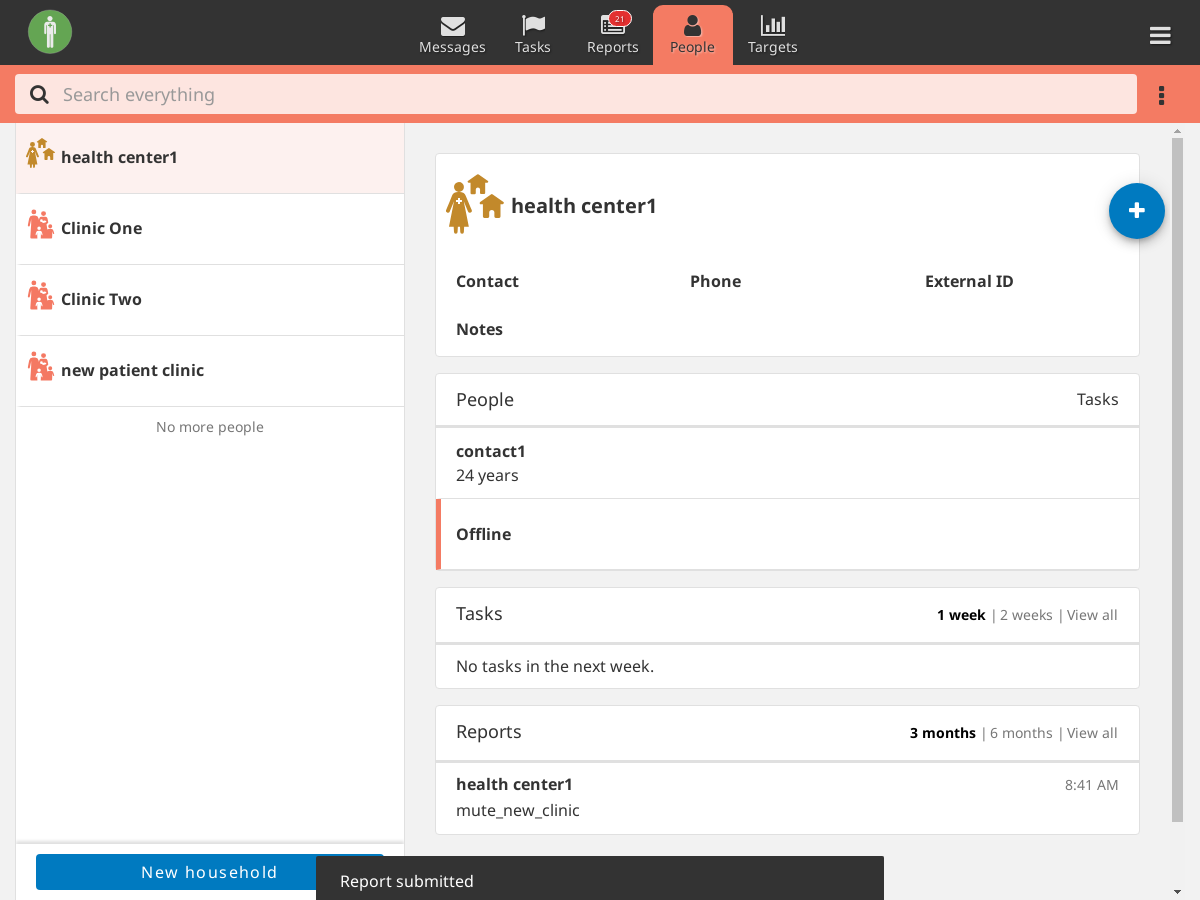 Messages
Tasks
21
Reports
People
Targets
Search everything
health center1
Clinic One
Clinic Two
new patient clinic
No more people
New household
health center1
Contact
Phone
External ID
Notes
People
Tasks
contact1
24 years
Offline
Tasks
1 week | 2 weeks | View all
No tasks in the next week.
Reports
3 months | 6 months | View all
health center1
8:41 AM
mute_new_clinic
Report submitted